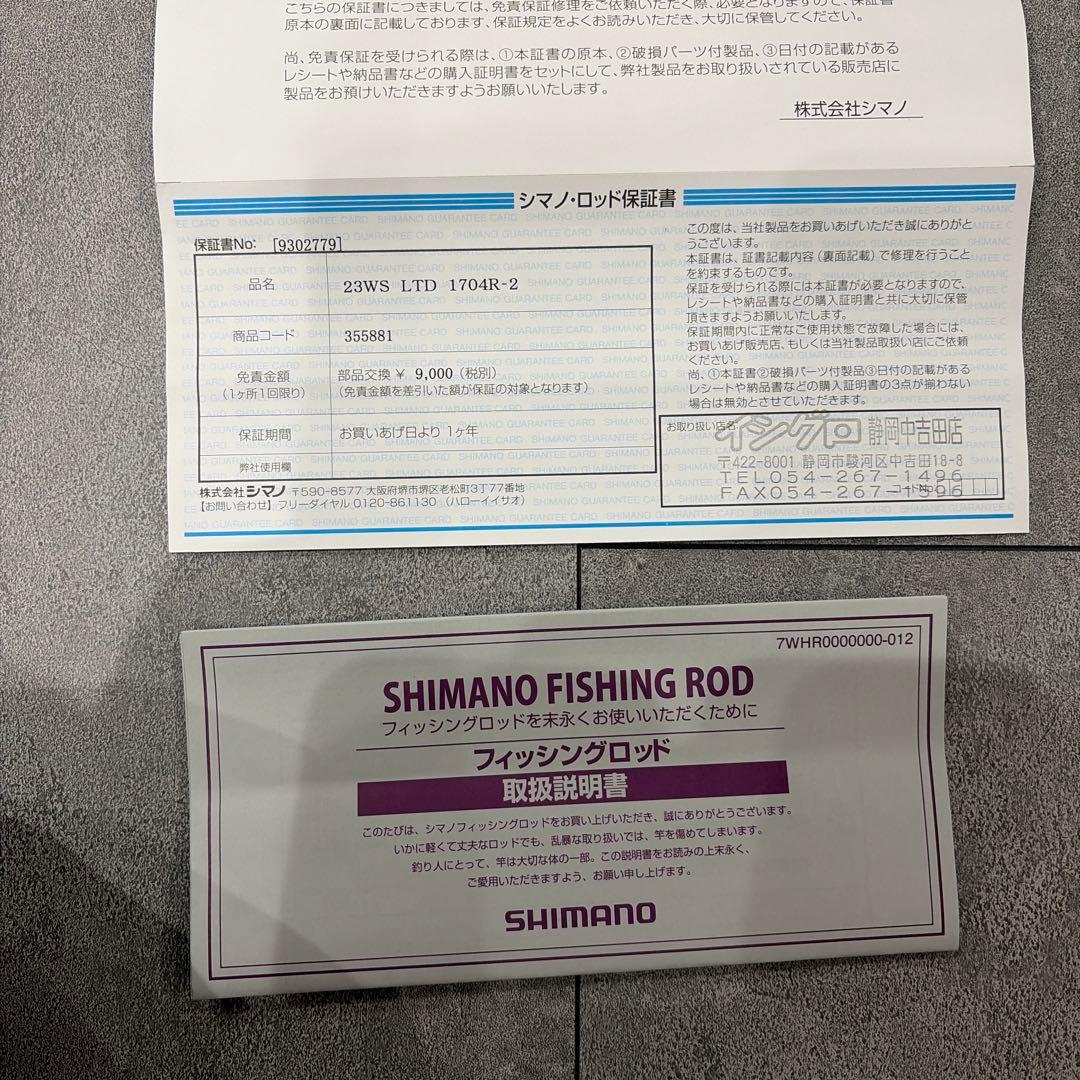 こちらの保証書につきましては、免責保証修理をご依頼いただく際、必要となりますので、保証書
原本の裏面に記載しております、保証規定をよくお読みいただき、大切に保管してください。
尚、免責保証を受けられる際は、①本証書の原本、②破損パーツ付製品、③日付の記載がある
レシートや納品書などの購入証明書をセットにして、弊社製品をお取り扱いされている販売店に
製品をお預けいただきますようお願いいたします。
株式会社シマノ
シマノ・ロッド保証書
保証書No: [9302779]
品名 23WS LTD 1704R-2
商品コード 355881
免責金額 部品交換¥ 9,000 (税別)
(1ヶ所1回限り) (免責金額を差引いた額が保証の対象となります)
保証期間 お買いあげ日より 1ヶ年
弊社使用欄
株式会社 シマノ 〒590-8577 大阪府堺市堺区老松町3丁77番地
【お問い合わせ】フリーダイヤル 0120-861130 (ハローイイサオ)
この度は、当社製品をお買いあげいただき誠にありがと
うございます。
本証書は、証書記載内容(裏面記載)で修理を行うこと
を約束するものです。
保証を受けられる際には本証書が必要となりますので、
レシートや納品書などの購入証明書と共に大切に保管
頂きますようお願いいたします。
保証期間内に正常なご使用状態で故障した場合には、
お買いあげ販売店、もしくは当社製品取扱い店にご依頼
ください。
尚、①本証書②破損パーツ付製品③日付の記載がある
レシートや納品書などの購入証明書の3点が揃わない
場合は無効とさせていただきます。
お取り扱い店名
イシグロ 静岡中吉田店
〒422-8001 静岡市駿河区中吉田18-8
TEL054-267-1496
FAX054-267-1596
7WHR0000000-012
SHIMANO FISHING ROD
フィッシングロッドを末永くお使いいただくために
フィッシングロッド
取扱説明書
このたびは、シマノフィッシングロッドをお買い上げいただき、誠にありがとうございます。
いかに軽くて丈夫なロッドでも、乱暴な取り扱いでは、竿を傷めてしまいます。
釣り人にとって、竿は大切な体の一部。この説明書をお読みの上末永く、
ご愛用いただきますよう、お願い申し上げます。
SHIMANO